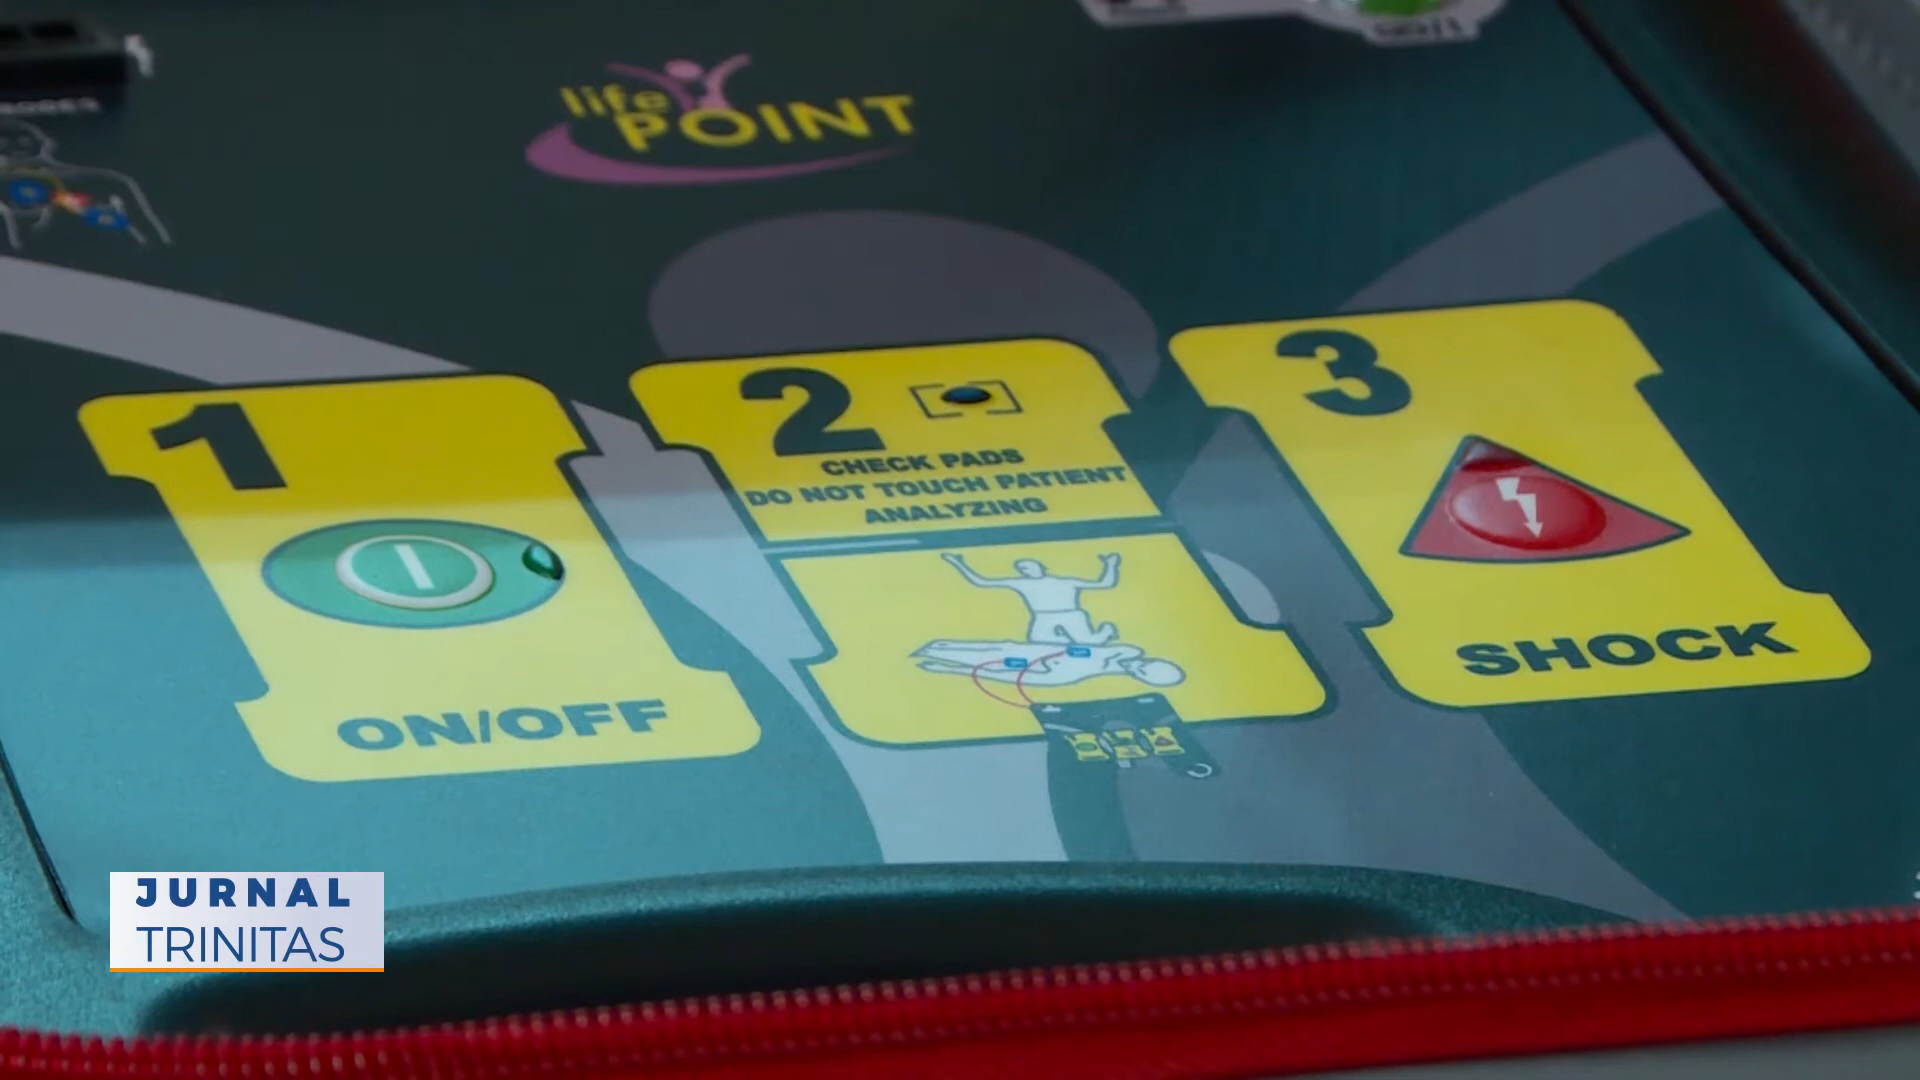 life
POINT
1
ON/OFF
2
CHECK PADS
DO NOT TOUCH PATIENT
ANALYZING
3
SHOCK
JURNAL
TRINITAS